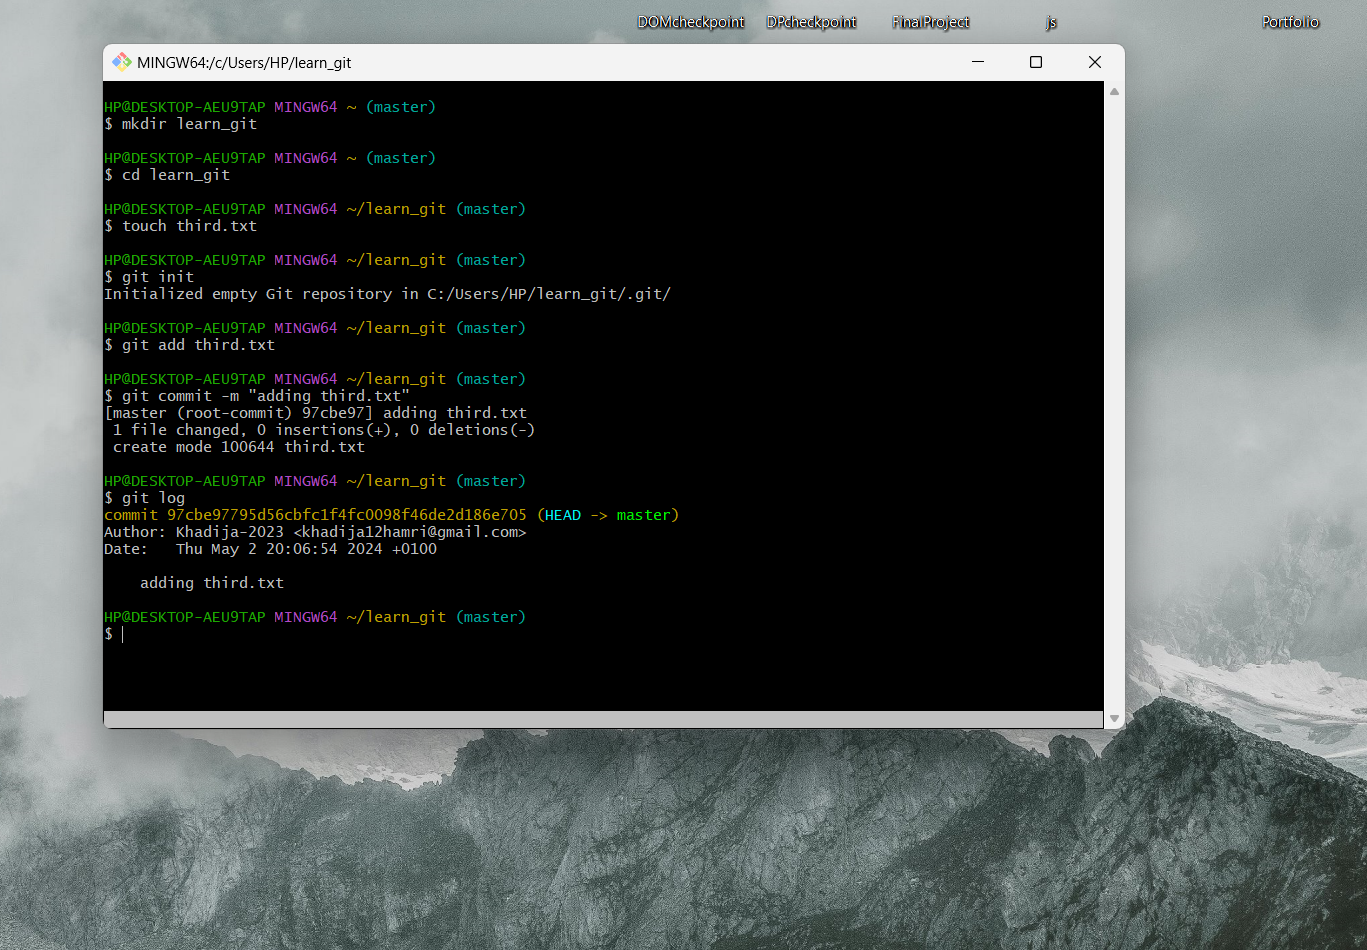 DOMcheckpoint DPcheckpoint FinalProject js Portfolio
MINGW64:/c/Users/HP/learn_git
HP@DESKTOP-AEU9TAP MINGW64 ~ (master)
$ mkdir learn_git
HP@DESKTOP-AEU9TAP MINGW64 ~ (master)
$ cd learn_git
HP@DESKTOP-AEU9TAP MINGW64 ~/learn_git (master)
$ touch third.txt
HP@DESKTOP-AEU9TAP MINGW64 ~/learn_git (master)
$ git init
Initialized empty Git repository in C:/Users/HP/learn_git/.git/
HP@DESKTOP-AEU9TAP MINGW64 ~/learn_git (master)
$ git add third.txt
HP@DESKTOP-AEU9TAP MINGW64 ~/learn_git (master)
$ git commit -m "adding third.txt"
[master (root-commit) 97cbe97] adding third.txt
 1 file changed, 0 insertions(+), 0 deletions(-)
 create mode 100644 third.txt
HP@DESKTOP-AEU9TAP MINGW64 ~/learn_git (master)
$ git log
commit 97cbe97795d56cbfc1f4fc0098f46de2d186e705 (HEAD -> master)
Author: Khadija-2023 <khadija12hamri@gmail.com>
Date:   Thu May 2 20:06:54 2024 +0100
    adding third.txt
HP@DESKTOP-AEU9TAP MINGW64 ~/learn_git (master)
$